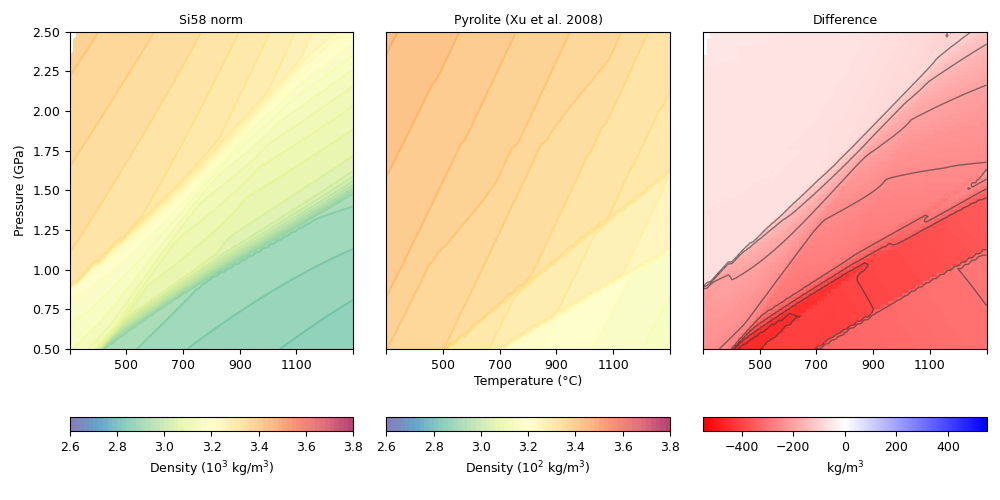 Si58 norm
Pyrolite (Xu et al. 2008)
Difference
2.50
2.25
2.00
1.75
1.50
1.25
1.00
0.75
0.50
Pressure (GPa)
500 700 900 1100
500 700 900 1100
500 700 900 1100
Temperature (°C)
2.6 2.8 3.0 3.2 3.4 3.6 3.8
2.6 2.8 3.0 3.2 3.4 3.6 3.8
−400 −200 0 200 400
Density (10³ kg/m³)
Density (10² kg/m³)
kg/m³